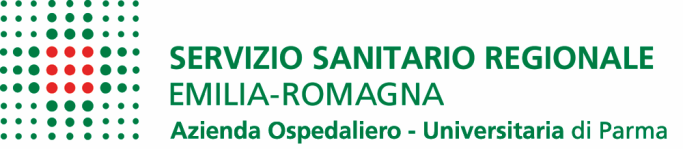 SERVIZIO SANITARIO REGIONALE
EMILIA-ROMAGNA
Azienda Ospedaliero - Universitaria di Parma